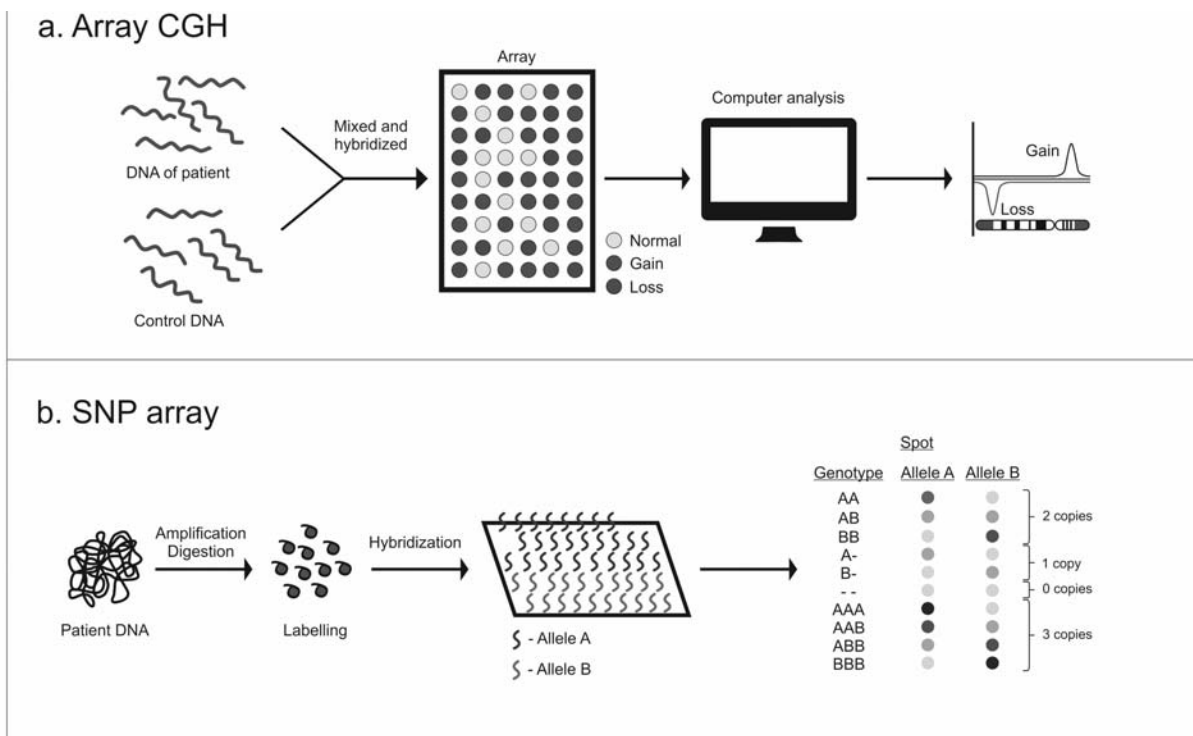 a. Array CGH
Array
Mixed and
hybridized
DNA of patient
Control DNA
Normal
Gain
Loss
Computer analysis
Gain
Loss
b. SNP array
Patient DNA
Amplification
Digestion
Labelling
Hybridization
- Allele A
- Allele B
Spot
Genotype Allele A Allele B
AA
AB
BB
2 copies
A-
B-
1 copy
- -
0 copies
AAA
AAB
ABB
BBB
3 copies